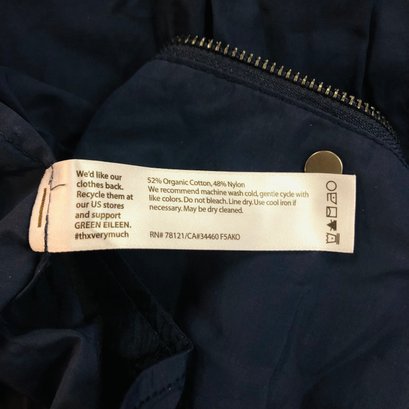 We'd like our
clothes back.
Recycle them at
our US stores
and support
GREEN EILEEN.
#thxverymuch
52% Organic Cotton, 48% Nylon
We recommend machine wash cold, gentle cycle with
like colors. Do not bleach. Line dry. Use cool iron if
necessary. May be dry cleaned.
RN# 78121/CA#34460 F5AKO